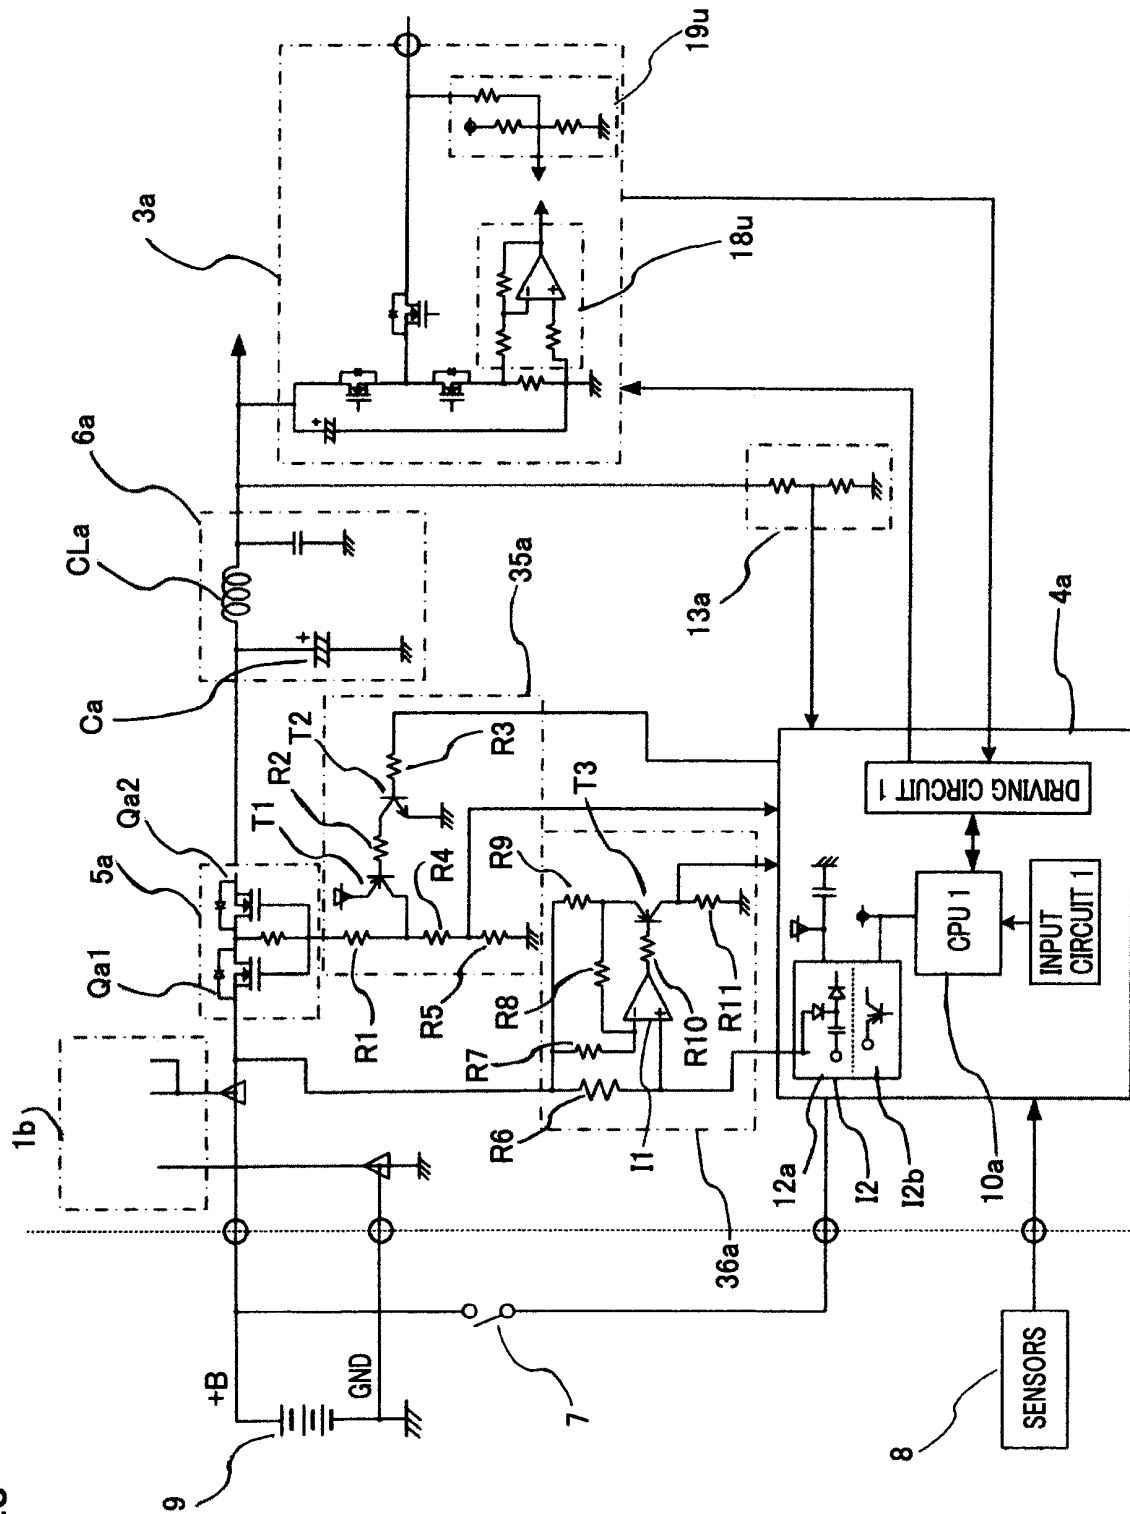 1b
5a
Qa2
Qa1
Ca
CLa
6a
3a
19u
18u
+B
GND
9
7
R1
T1
R2
T2
R3
R4
R5
35a
R6
R7
R8
R9
T3
R10
R11
I1
36a
13a
4a
12a
I2
I2b
10a
CPU 1
DRIVING CIRCUIT 1
INPUT
CIRCUIT 1
SENSORS
8